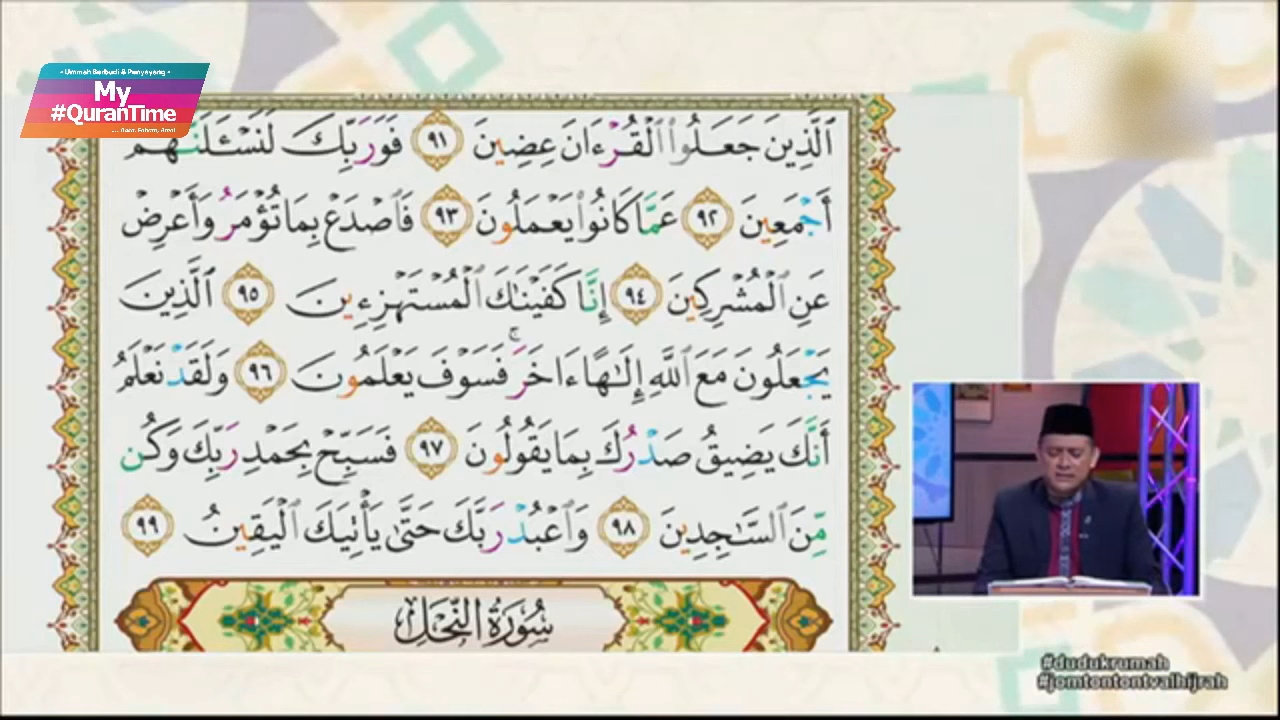 - Ummah Berbudi & Penyayang -
My
#QuranTime
... Baca, Faham, Amal
ٱلَّذِينَ جَعَلُوا۟ ٱلْقُرْءَانَ عِضِينَ ٩١ فَوَرَبِّكَ لَنَسْـَٔلَنَّهُمْ
أَجْمَعِينَ ٩٢ عَمَّا كَانُوا۟ يَعْمَلُونَ ٩٣ فَٱصْدَعْ بِمَا تُؤْمَرُ وَأَعْرِضْ
عَنِ ٱلْمُشْرِكِينَ ٩٤ إِنَّا كَفَيْنَـٰكَ ٱلْمُسْتَهْزِءِينَ ٩٥ ٱلَّذِينَ
يَجْعَلُونَ مَعَ ٱللَّهِ إِلَـٰهًا ءَاخَرَ ۚ فَسَوْفَ يَعْلَمُونَ ٩٦ وَلَقَدْ نَعْلَمُ
أَنَّكَ يَضِيقُ صَدْرُكَ بِمَا يَقُولُونَ ٩٧ فَسَبِّحْ بِحَمْدِ رَبِّكَ وَكُن
مِّنَ ٱلسَّـٰجِدِينَ ٩٨ وَٱعْبُدْ رَبَّكَ حَتَّىٰ يَأْتِيَكَ ٱلْيَقِينُ ٩٩
سُورَةُ النَّحْلِ
#dudukrumah
#jomtontontvalhijrah